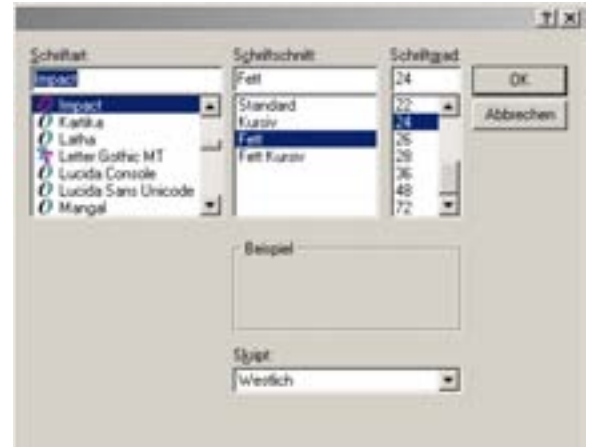 Schriftart:
Schriftschnitt:
Schriftgrad:
Impact
Fett
24
OK
Abbrechen
Impact
Kartika
Latha
Letter Gothic MT
Lucida Console
Lucida Sans Unicode
Mangal
Standard
Kursiv
Fett
Fett Kursiv
22
24
26
28
36
48
72
Beispiel
Skript:
Westlich